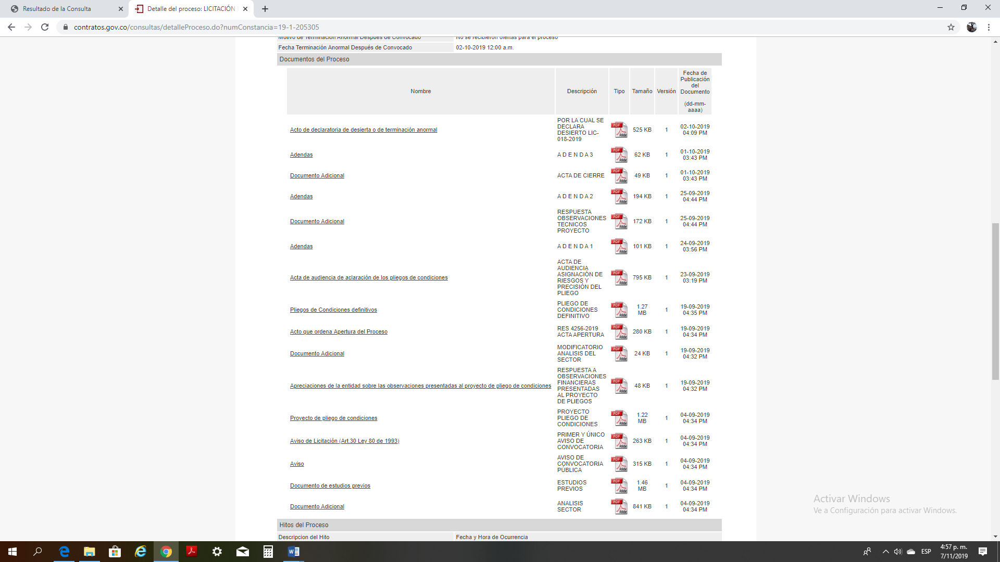 Resultado de la Consulta
Detalle del proceso: LICITACIÓN
contratos.gov.co/consultas/detalleProceso.do?numConstancia=19-1-205305
Motivo de Terminación Anormal Después de Convocado No se recibieron ofertas para el proceso
Fecha Terminación Anormal Después de Convocado 02-10-2019 12:00 a.m.
Documentos del Proceso
Nombre Descripción Tipo Tamaño Versión Fecha de Publicación del Documento (dd-mm-aaaa)
Acto de declaratoria de desierta o de terminación anormal POR LA CUAL SE DECLARA DESIERTO LIC-018-2019 PDF Adobe 525 KB 1 02-10-2019 04:09 PM
Adendas A D E N D A 3 PDF Adobe 62 KB 1 01-10-2019 03:43 PM
Documento Adicional ACTA DE CIERRE PDF Adobe 49 KB 1 01-10-2019 03:43 PM
Adendas A D E N D A 2 PDF Adobe 194 KB 1 25-09-2019 04:44 PM
Documento Adicional RESPUESTA OBSERVACIONES TECNICOS PROYECTO PDF Adobe 172 KB 1 25-09-2019 04:44 PM
Adendas A D E N D A 1 PDF Adobe 101 KB 1 24-09-2019 03:56 PM
Acta de audiencia de aclaración de los pliegos de condiciones ACTA DE AUDIENCIA ASIGNACIÓN DE RIESGOS Y PRECISIÓN DEL PLIEGO PDF Adobe 795 KB 1 23-09-2019 03:19 PM
Pliegos de Condiciones definitivos PLIEGO DE CONDICIONES DEFINITIVO PDF Adobe 1.27 MB 1 19-09-2019 04:35 PM
Acto que ordena Apertura del Proceso RES 4256-2019 ACTA APERTURA PDF Adobe 280 KB 1 19-09-2019 04:34 PM
Documento Adicional MODIFICATORIO ANALISIS DEL SECTOR PDF Adobe 24 KB 1 19-09-2019 04:32 PM
Apreciaciones de la entidad sobre las observaciones presentadas al proyecto de pliego de condiciones RESPUESTA A OBSERVACIONES FINANCIERAS PRESENTADAS AL PROYECTO DE PLIEGOS PDF Adobe 48 KB 1 19-09-2019 04:32 PM
Proyecto de pliego de condiciones PROYECTO PLIEGO DE CONDICIONES PDF Adobe 1.22 MB 1 04-09-2019 04:34 PM
Aviso de Licitación (Art.30 Ley 80 de 1993) PRIMER Y ÚNICO AVISO DE CONVOCATORIA PDF Adobe 263 KB 1 04-09-2019 04:34 PM
Aviso AVISO DE CONVOCATORIA PÚBLICA PDF Adobe 315 KB 1 04-09-2019 04:34 PM
Documento de estudios previos ESTUDIOS PREVIOS PDF Adobe 1.46 MB 1 04-09-2019 04:34 PM
Documento Adicional ANALISIS SECTOR PDF Adobe 841 KB 1 04-09-2019 04:34 PM
Hitos del Proceso
Descripcion del Hito Fecha y Hora de Ocurrencia
Activar Windows
Ve a Configuración para activar Windows.
ESP
4:57 p. m.
7/11/2019